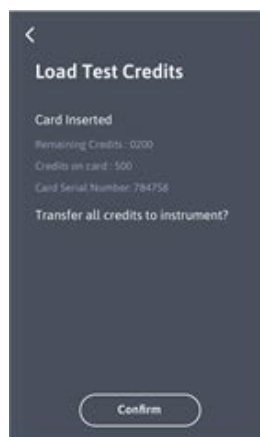 Load Test Credits
Card Inserted
Remaining Credits : 0200
Credits on card : 500
Card Serial Number: 784756
Transfer all credits to instrument?
Confirm